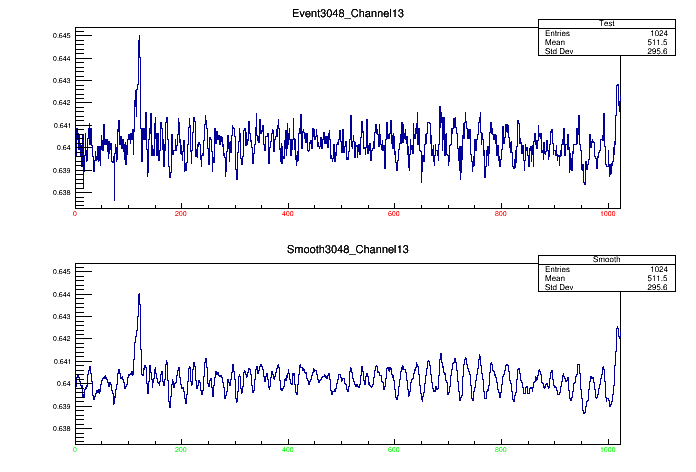 Event3048_Channel13
Test
Entries 1024
Mean 511.5
Std Dev 295.6
0.645
0.644
0.643
0.642
0.641
0.64
0.639
0.638
0 200 400 600 800 1000
Smooth3048_Channel13
Smooth
Entries 1024
Mean 511.5
Std Dev 295.6
0.645
0.644
0.643
0.642
0.641
0.64
0.639
0.638
0 200 400 600 800 1000